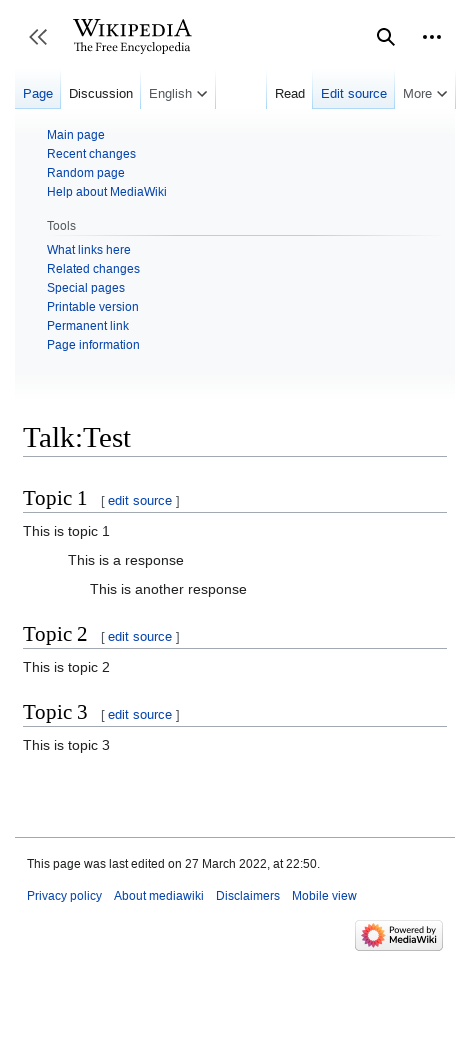 WIKIPEDIA
The Free Encyclopedia
Page Discussion English Read Edit source More
Main page
Recent changes
Random page
Help about MediaWiki
Tools
What links here
Related changes
Special pages
Printable version
Permanent link
Page information
Talk:Test
Topic 1 [ edit source ]
This is topic 1
This is a response
This is another response
Topic 2 [ edit source ]
This is topic 2
Topic 3 [ edit source ]
This is topic 3
This page was last edited on 27 March 2022, at 22:50.
Privacy policy About mediawiki Disclaimers Mobile view
Powered by
MediaWiki